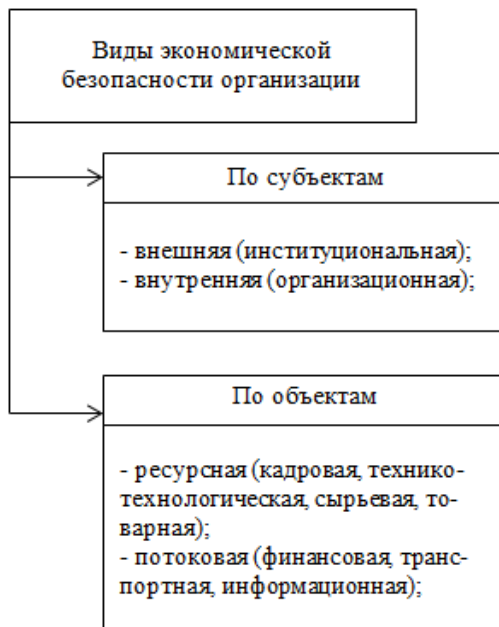 Виды экономической
безопасности организации
По субъектам
- внешняя (институциональная);
- внутренняя (организационная);
По объектам
- ресурсная (кадровая, технико-
технологическая, сырьевая, то-
варная);
- потоковая (финансовая, транс-
портная, информационная);